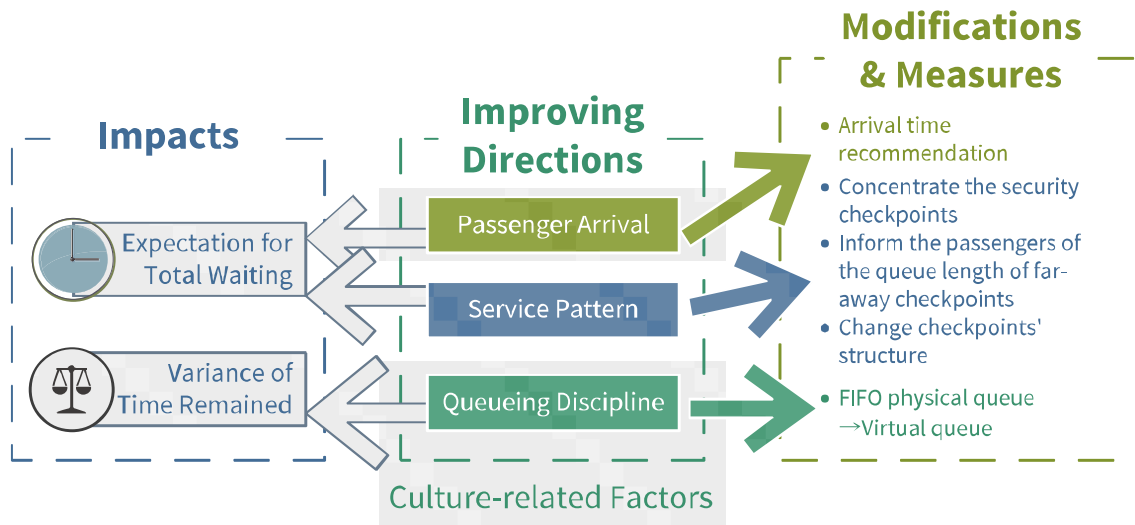 Impacts
Expectation for
Total Waiting
Variance of
Time Remained
Improving
Directions
Passenger Arrival
Service Pattern
Queueing Discipline
Culture-related Factors
Modifications
& Measures
• Arrival time
recommendation
• Concentrate the security
checkpoints
• Inform the passengers of
the queue length of far-
away checkpoints
• Change checkpoints'
structure
• FIFO physical queue
→Virtual queue